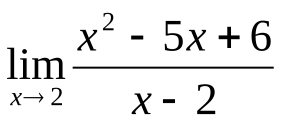 lim x→2 x² - 5x + 6 / x - 2